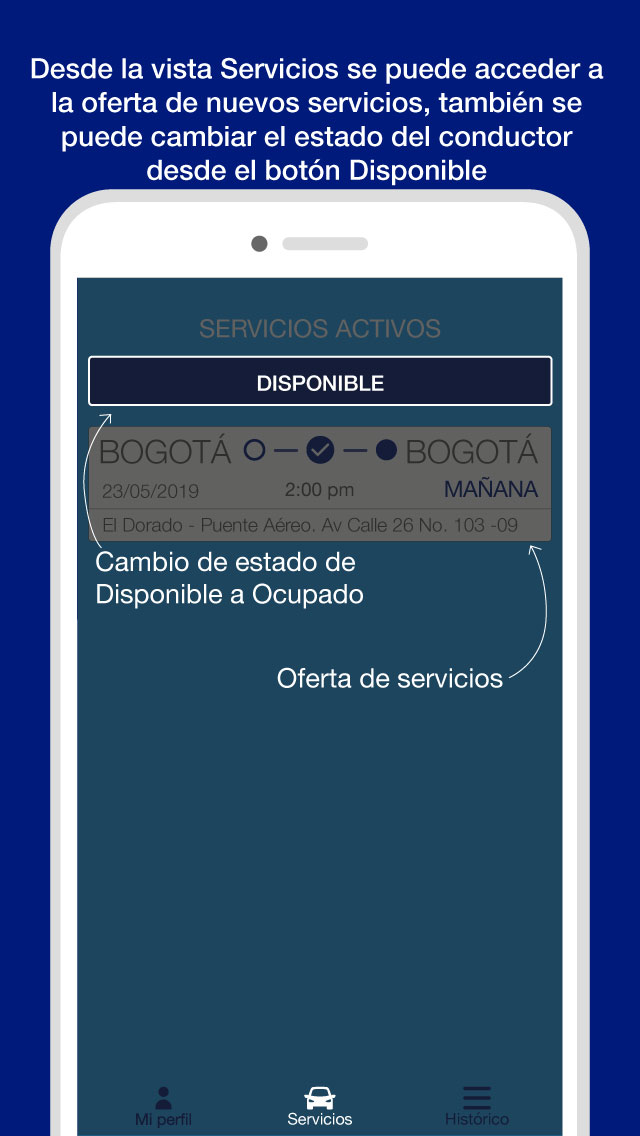 Desde la vista Servicios se puede acceder a
la oferta de nuevos servicios, también se
puede cambiar el estado del conductor
desde el botón Disponible
SERVICIOS ACTIVOS
DISPONIBLE
BOGOTÁ BOGOTÁ
23/05/2019 2:00 pm MAÑANA
El Dorado - Puente Aéreo. Av Calle 26 No. 103 -09
Cambio de estado de
Disponible a Ocupado
Oferta de servicios
Mi perfil Servicios Histórico